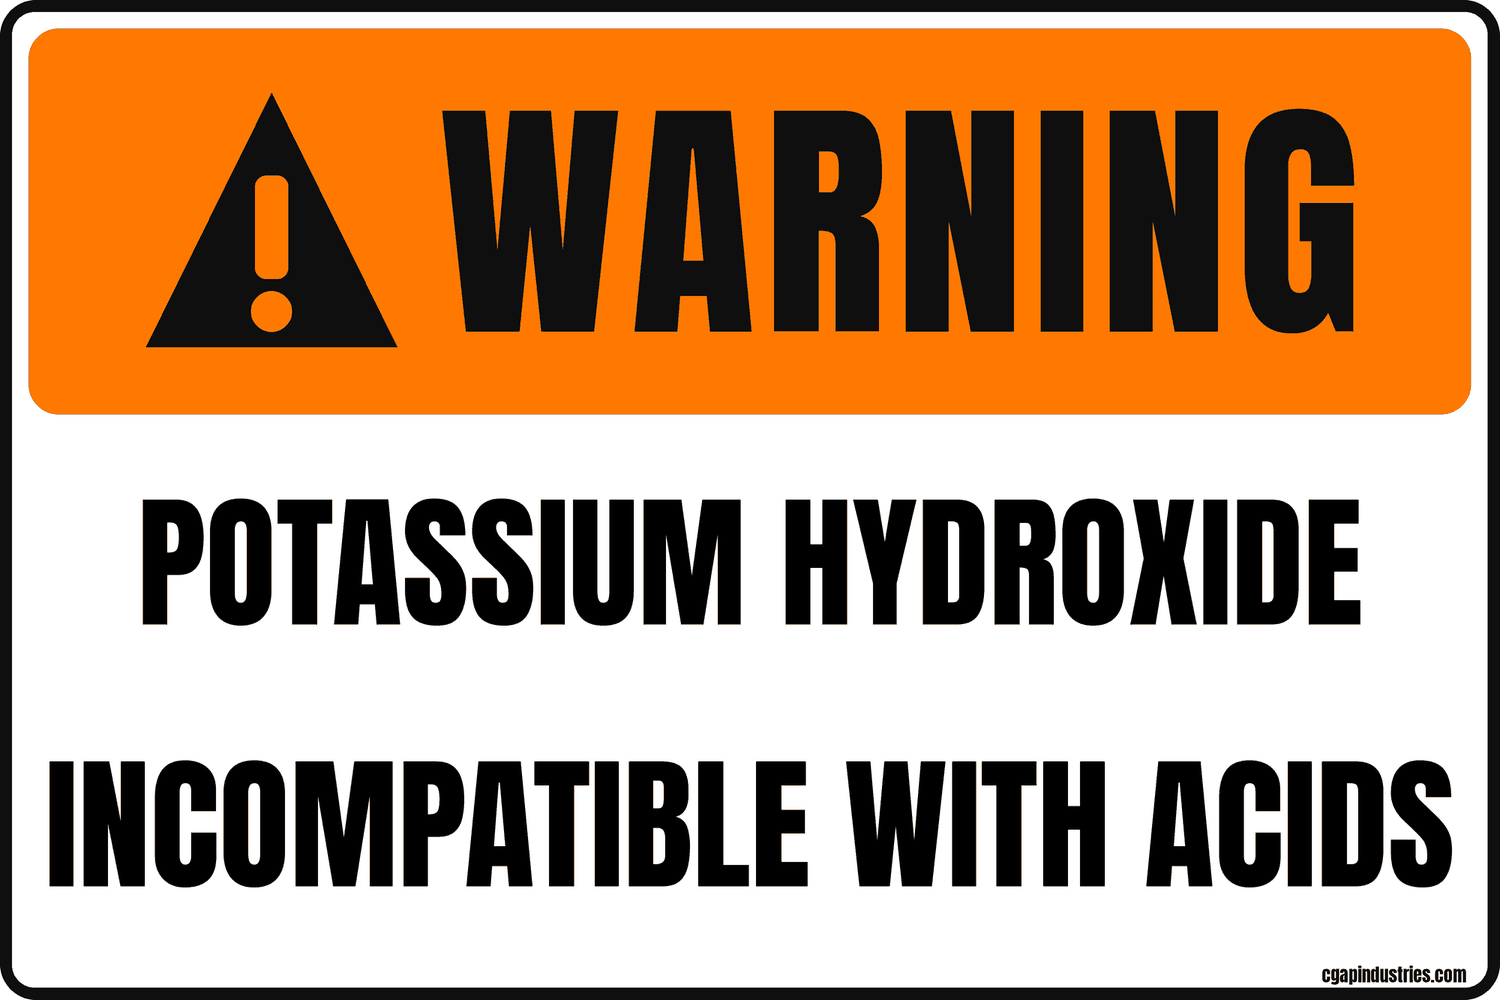 WARNING
POTASSIUM HYDROXIDE
INCOMPATIBLE WITH ACIDS
cgapindustries.com